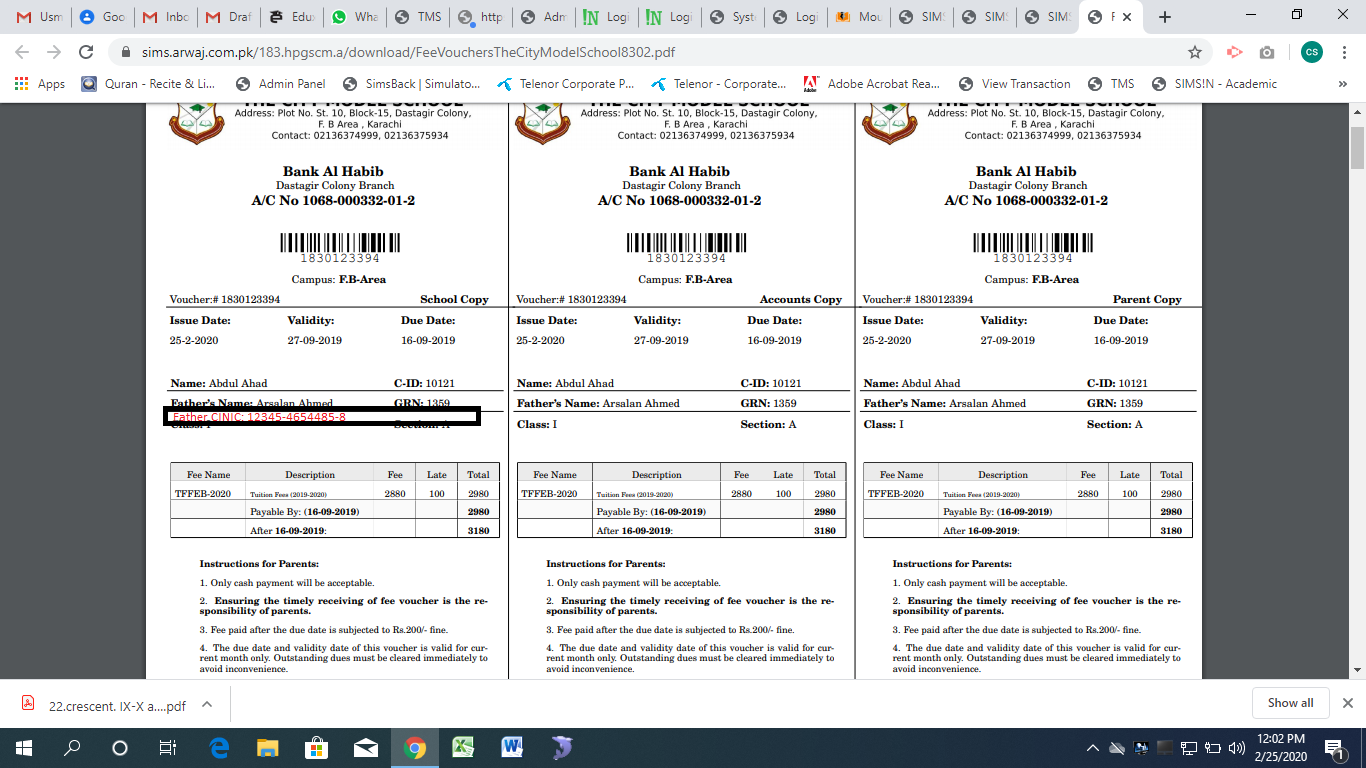 Usm
Goo
Inbo
Draf
Edux
Wha
TMS
http
Adm
Logi
Logi
Syst
Logi
Mou
SIMS
SIMS
SIMS
F
sims.arwaj.com.pk/183.hpgscm.a/download/FeeVouchersTheCityModelSchool8302.pdf
CS
Apps
Quran - Recite & Li...
Admin Panel
SimsBack | Simulato...
Telenor Corporate P...
Telenor - Corporate...
Adobe Acrobat Rea...
View Transaction
TMS
SIMS!N - Academic
»
THE CITY MODEL SCHOOL
Address: Plot No. St. 10, Block-15, Dastagir Colony,
F. B Area , Karachi
Contact: 02136374999, 02136375934
Bank Al Habib
Dastagir Colony Branch
A/C No 1068-000332-01-2
1830123394
Campus: F.B-Area
Voucher:# 1830123394 School Copy
Issue Date: Validity: Due Date:
25-2-2020 27-09-2019 16-09-2019
Name: Abdul Ahad C-ID: 10121
Father's Name: Arsalan Ahmed GRN: 1359
Father CINIC: 12345-4654485-8
Class: I Section: A
Fee Name Description Fee Late Total
TFFEB-2020 Tuition Fees (2019-2020) 2880 100 2980
Payable By: (16-09-2019) 2980
After 16-09-2019: 3180
Instructions for Parents:
1. Only cash payment will be acceptable.
2. Ensuring the timely receiving of fee voucher is the re-
sponsibility of parents.
3. Fee paid after the due date is subjected to Rs.200/- fine.
4. The due date and validity date of this voucher is valid for cur-
rent month only. Outstanding dues must be cleared immediately to
avoid inconvenience.
THE CITY MODEL SCHOOL
Address: Plot No. St. 10, Block-15, Dastagir Colony,
F. B Area , Karachi
Contact: 02136374999, 02136375934
Bank Al Habib
Dastagir Colony Branch
A/C No 1068-000332-01-2
1830123394
Campus: F.B-Area
Voucher:# 1830123394 Accounts Copy
Issue Date: Validity: Due Date:
25-2-2020 27-09-2019 16-09-2019
Name: Abdul Ahad C-ID: 10121
Father's Name: Arsalan Ahmed GRN: 1359
Class: I Section: A
Fee Name Description Fee Late Total
TFFEB-2020 Tuition Fees (2019-2020) 2880 100 2980
Payable By: (16-09-2019) 2980
After 16-09-2019: 3180
Instructions for Parents:
1. Only cash payment will be acceptable.
2. Ensuring the timely receiving of fee voucher is the re-
sponsibility of parents.
3. Fee paid after the due date is subjected to Rs.200/- fine.
4. The due date and validity date of this voucher is valid for cur-
rent month only. Outstanding dues must be cleared immediately to
avoid inconvenience.
THE CITY MODEL SCHOOL
Address: Plot No. St. 10, Block-15, Dastagir Colony,
F. B Area , Karachi
Contact: 02136374999, 02136375934
Bank Al Habib
Dastagir Colony Branch
A/C No 1068-000332-01-2
1830123394
Campus: F.B-Area
Voucher:# 1830123394 Parent Copy
Issue Date: Validity: Due Date:
25-2-2020 27-09-2019 16-09-2019
Name: Abdul Ahad C-ID: 10121
Father's Name: Arsalan Ahmed GRN: 1359
Class: I Section: A
Fee Name Description Fee Late Total
TFFEB-2020 Tuition Fees (2019-2020) 2880 100 2980
Payable By: (16-09-2019) 2980
After 16-09-2019: 3180
Instructions for Parents:
1. Only cash payment will be acceptable.
2. Ensuring the timely receiving of fee voucher is the re-
sponsibility of parents.
3. Fee paid after the due date is subjected to Rs.200/- fine.
4. The due date and validity date of this voucher is valid for cur-
rent month only. Outstanding dues must be cleared immediately to
avoid inconvenience.
22.crescent. IX-X a....pdf
Show all
12:02 PM
2/25/2020
1